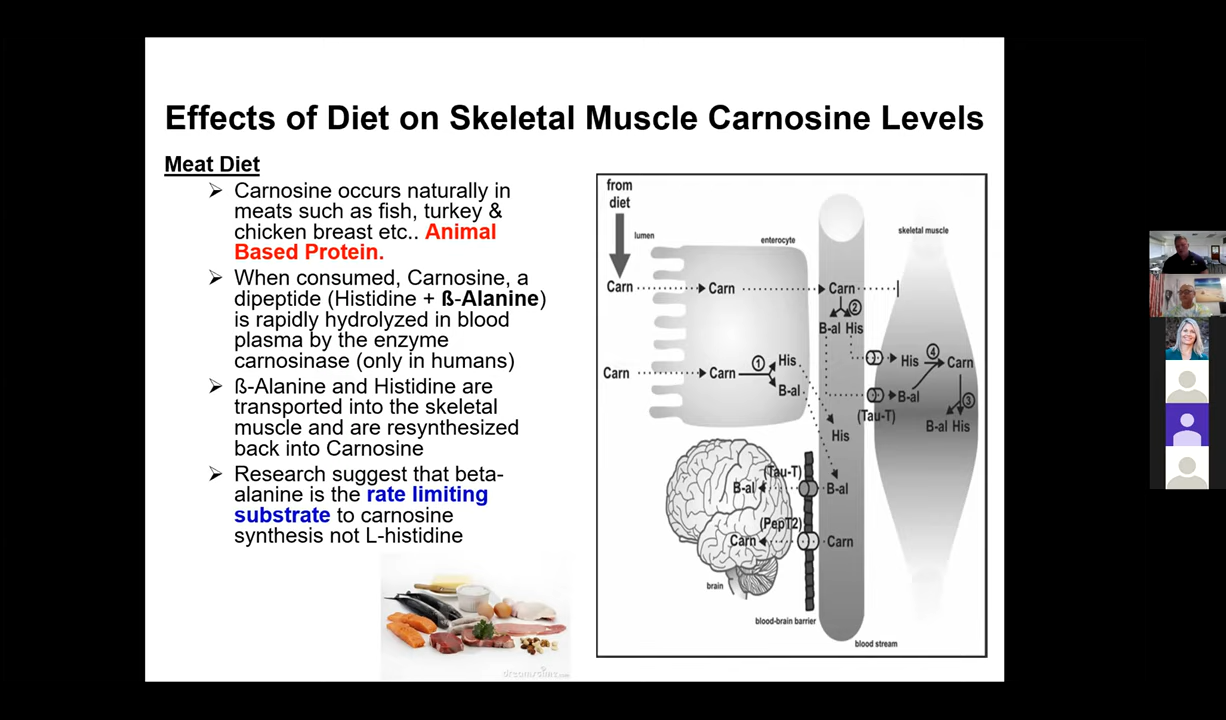 Effects of Diet on Skeletal Muscle Carnosine Levels
Meat Diet
➢ Carnosine occurs naturally in
meats such as fish, turkey &
chicken breast etc.. Animal
Based Protein.
➢ When consumed, Carnosine, a
dipeptide (Histidine + ß-Alanine)
is rapidly hydrolyzed in blood
plasma by the enzyme
carnosinase (only in humans)
➢ ß-Alanine and Histidine are
transported into the skeletal
muscle and are resynthesized
back into Carnosine
➢ Research suggest that beta-
alanine is the rate limiting
substrate to carnosine
synthesis not L-histidine
from
diet
lumen
enterocyte
skeletal muscle
Carn
Carn
Carn
②
B-al His
Carn
Carn
①
His
B-al
His
④
Carn
B-al
(Tau-T)
③
B-al His
His
(Tau-T)
B-al
B-al
(PepT2)
Carn
Carn
brain
blood-brain barrier
blood stream